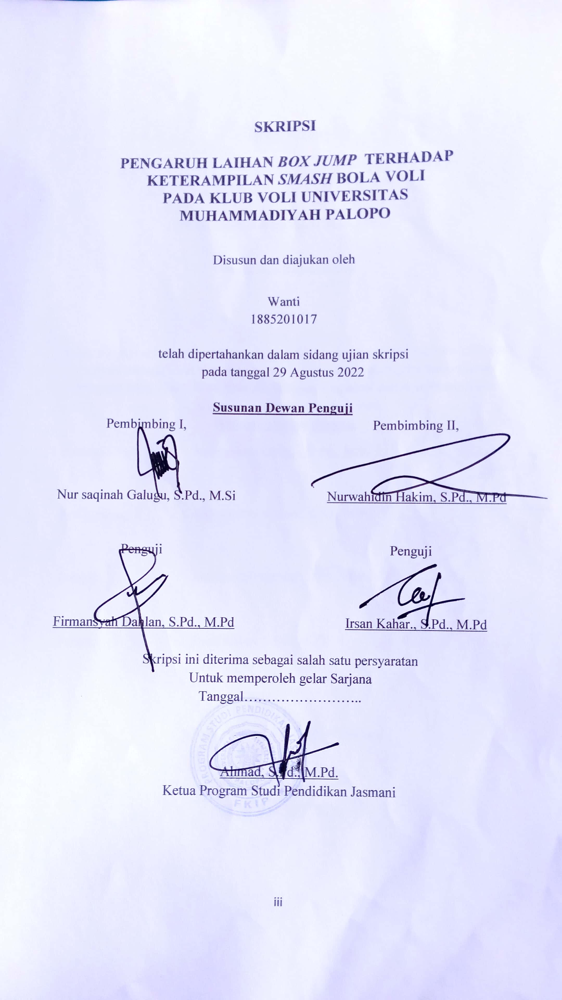 SKRIPSI
PENGARUH LAIHAN BOX JUMP TERHADAP
KETERAMPILAN SMASH BOLA VOLI
PADA KLUB VOLI UNIVERSITAS
MUHAMMADIYAH PALOPO
Disusun dan diajukan oleh
Wanti
1885201017
telah dipertahankan dalam sidang ujian skripsi
pada tanggal 29 Agustus 2022
Susunan Dewan Penguji
Pembimbing I,
Pembimbing II,
Nur saqinah Galugu, S.Pd., M.Si
Nurwahidin Hakim, S.Pd., M.Pd
Penguji
Penguji
Firmansyah Dahlan, S.Pd., M.Pd
Irsan Kahar., S.Pd., M.Pd
Skripsi ini diterima sebagai salah satu persyaratan
Untuk memperoleh gelar Sarjana
Tanggal………………………..
PROGRAM STUDI PENDIDIKAN
Ahmad, S.Pd., M.Pd.
Ketua Program Studi Pendidikan Jasmani
FKIP
iii